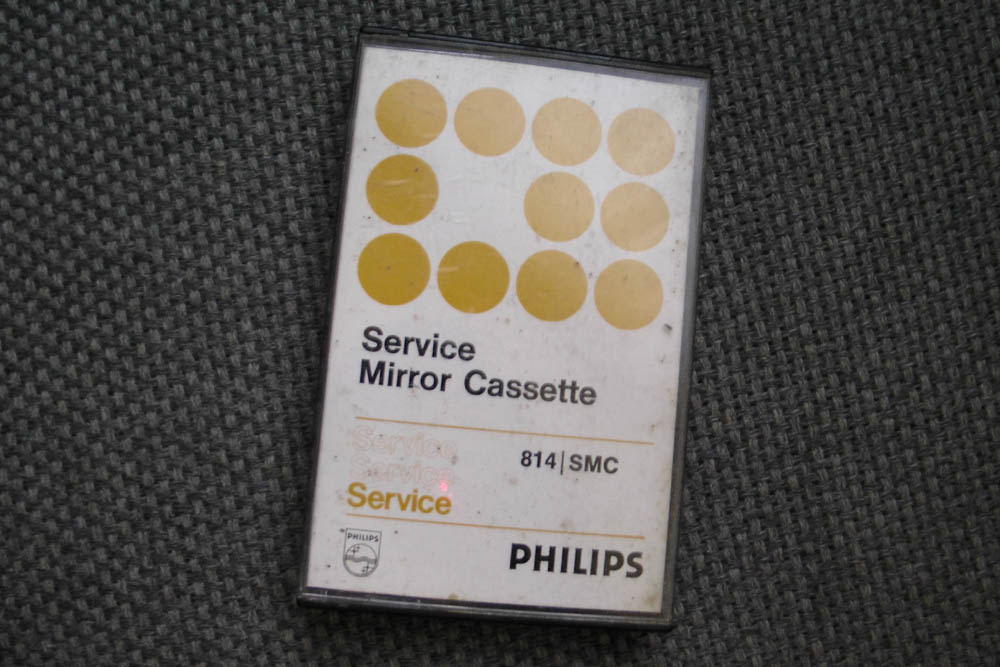 Service
Mirror Cassette
Service
Service
814|SMC
Service
PHILIPS
PHILIPS